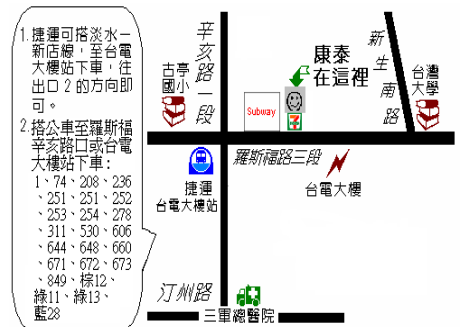 1. 捷運可搭淡水－
新店線，至台電
大樓站下車，往
出口2的方向即
可。
2. 搭公車至羅斯福
辛亥路口或台電
大樓站下車：
1、74、208、236
、251、251、252
、253、254、278
、311、530、606
、644、648、660
、671、672、673
、849、棕12、
綠11、綠13、
藍28
辛亥路一段
古亭
國小
康泰
在這裡
新生南路
台灣
大學
Subway
7
羅斯福路三段
捷運
台電大樓站
台電大樓
汀州路
三軍總醫院